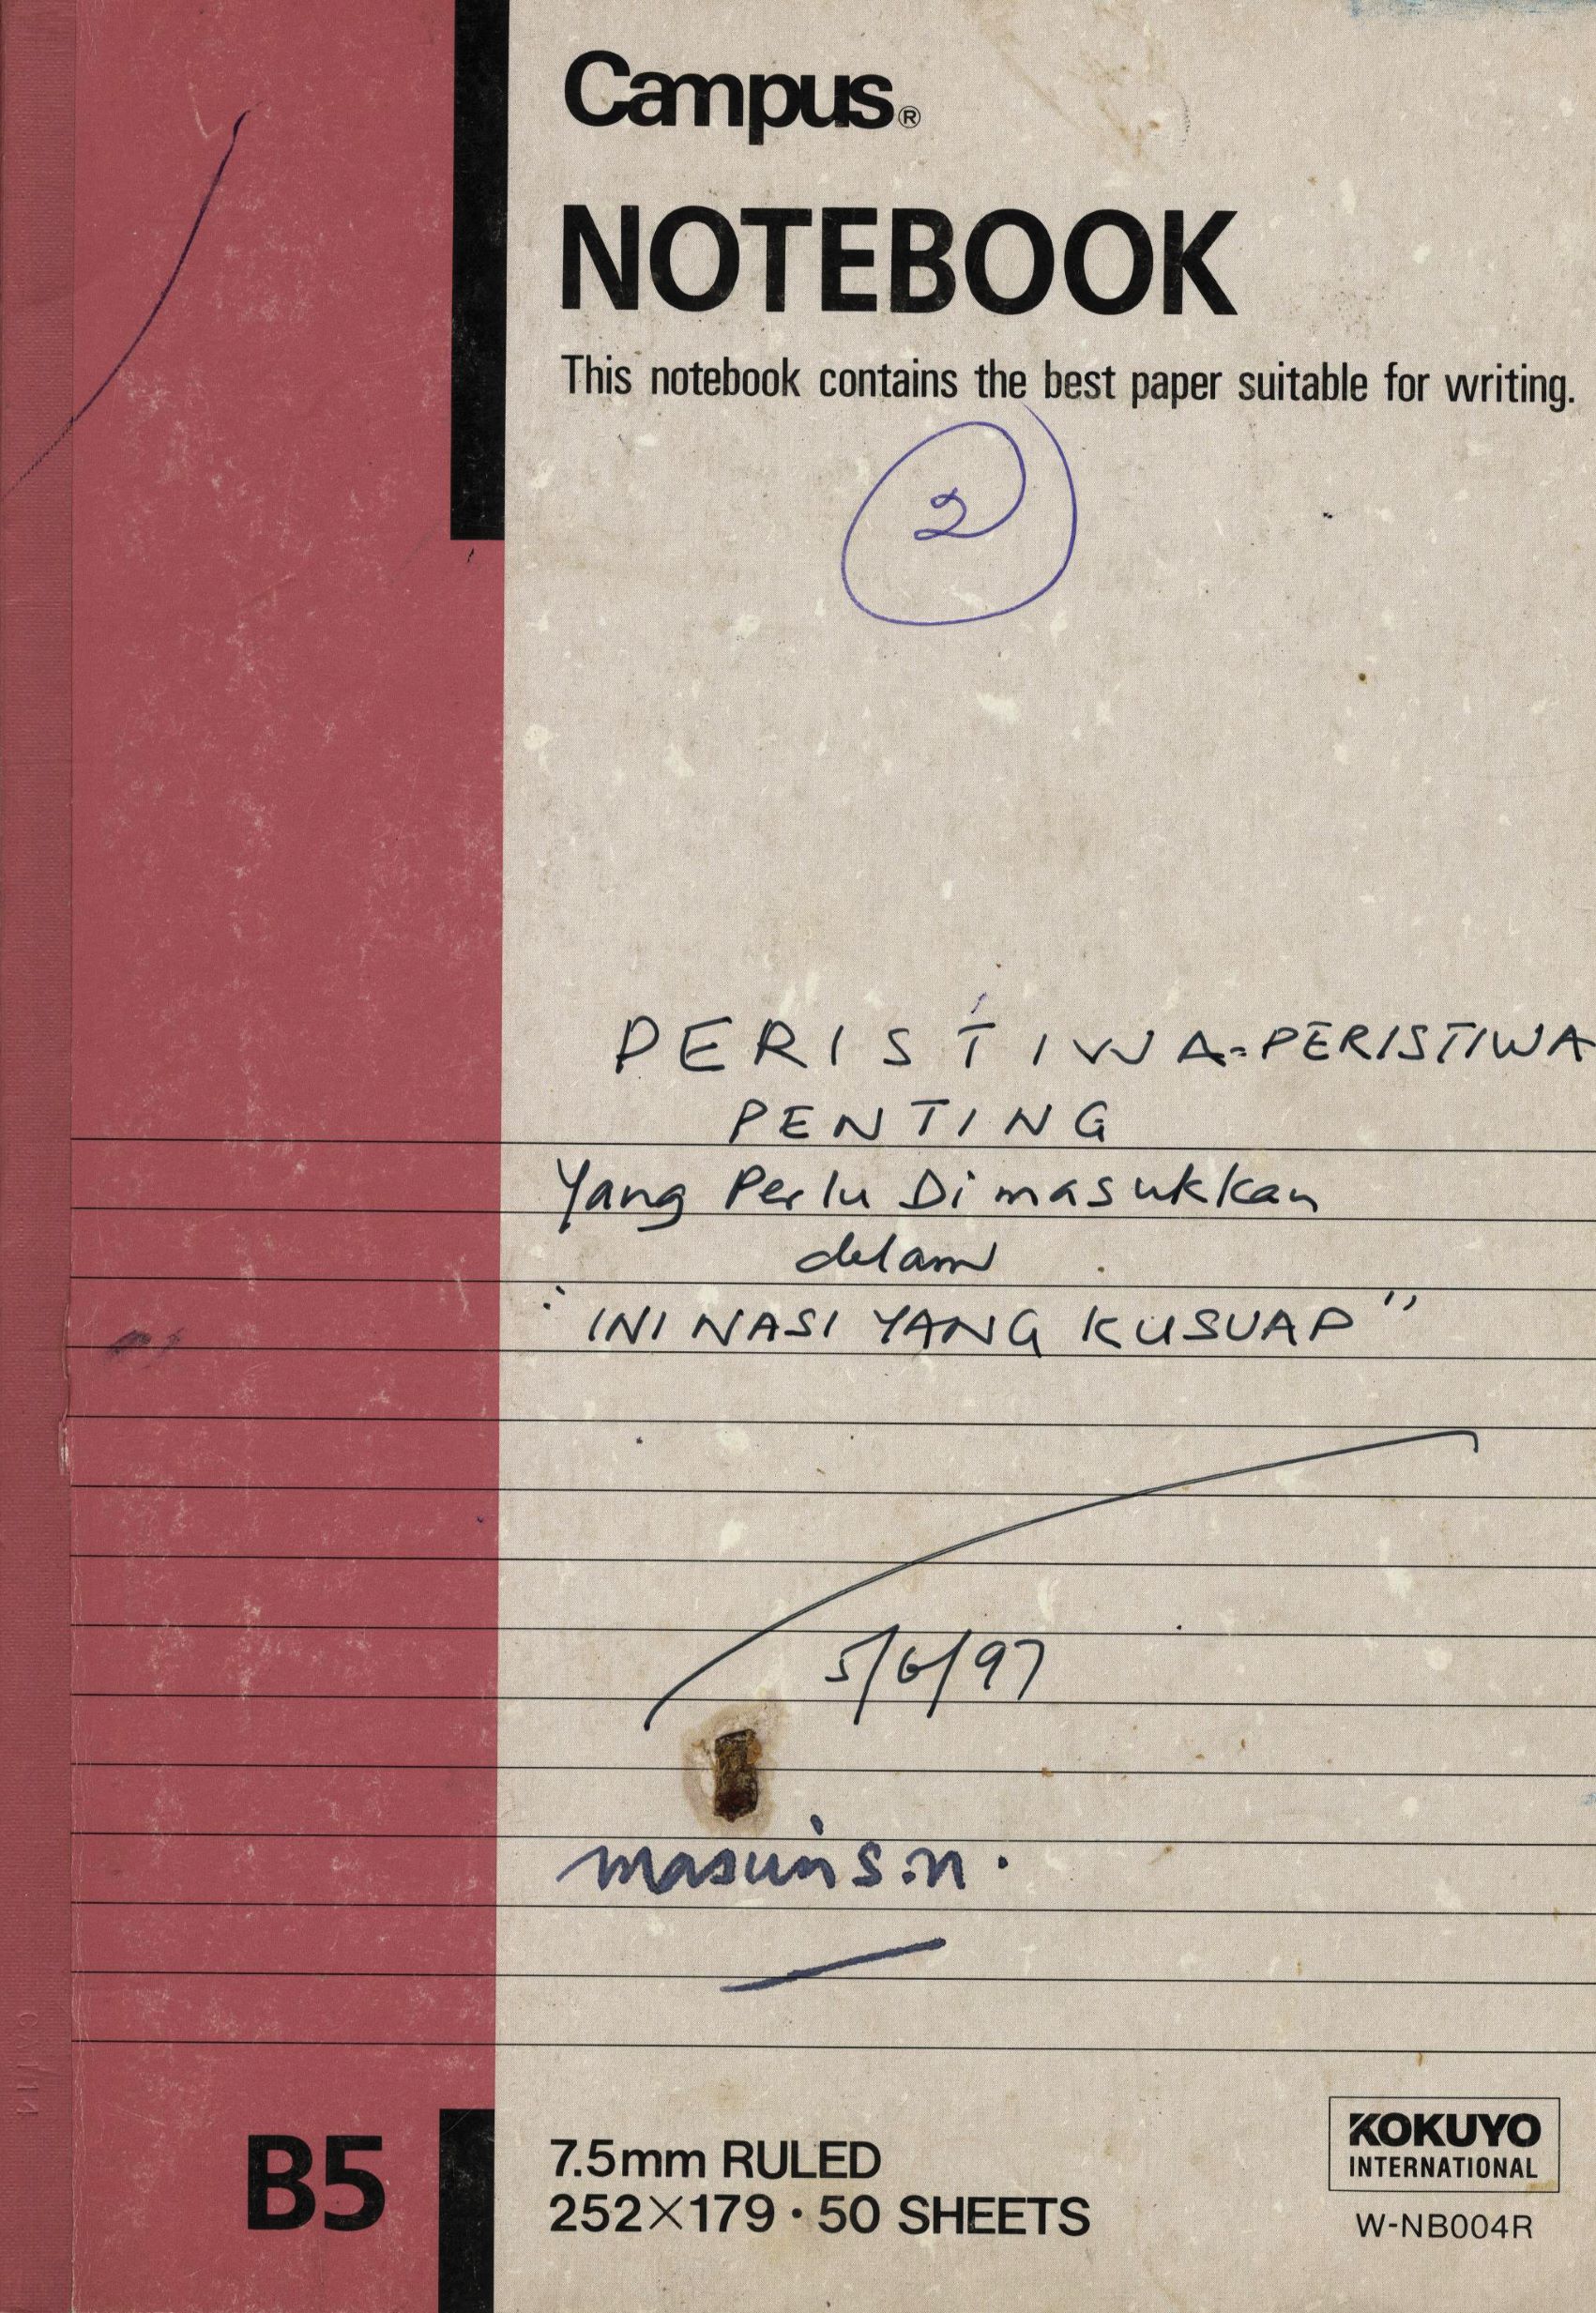 Campus®
NOTEBOOK
This notebook contains the best paper suitable for writing.
2
PERISTIWA-PERISTIWA
PENTING
Yang Perlu Dimasukkan
dalam
"INI NASI YANG KUSUAP"
5/6/97
masuri S.N.
B5
7.5mm RULED
252×179・50 SHEETS
KOKUYO
INTERNATIONAL
W-NB004R